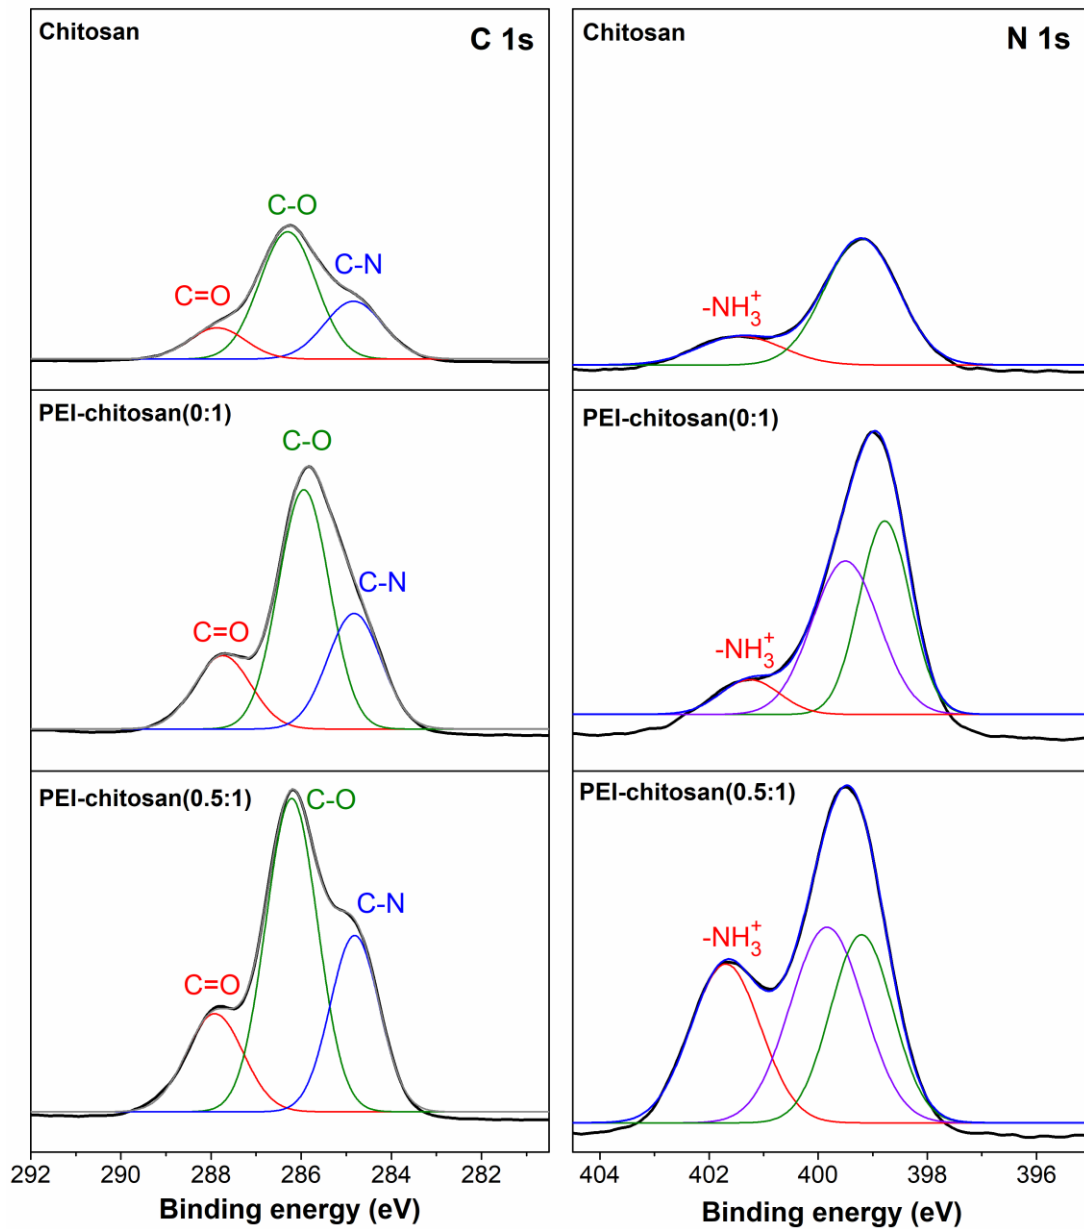 Chitosan
C 1s
C=O
C-O
C-N
PEI-chitosan(0:1)
C=O
C-O
C-N
PEI-chitosan(0.5:1)
C=O
C-O
C-N
292 290 288 286 284 282
Binding energy (eV)
Chitosan
N 1s
-NH₃⁺
PEI-chitosan(0:1)
-NH₃⁺
PEI-chitosan(0.5:1)
-NH₃⁺
404 402 400 398 396
Binding energy (eV)